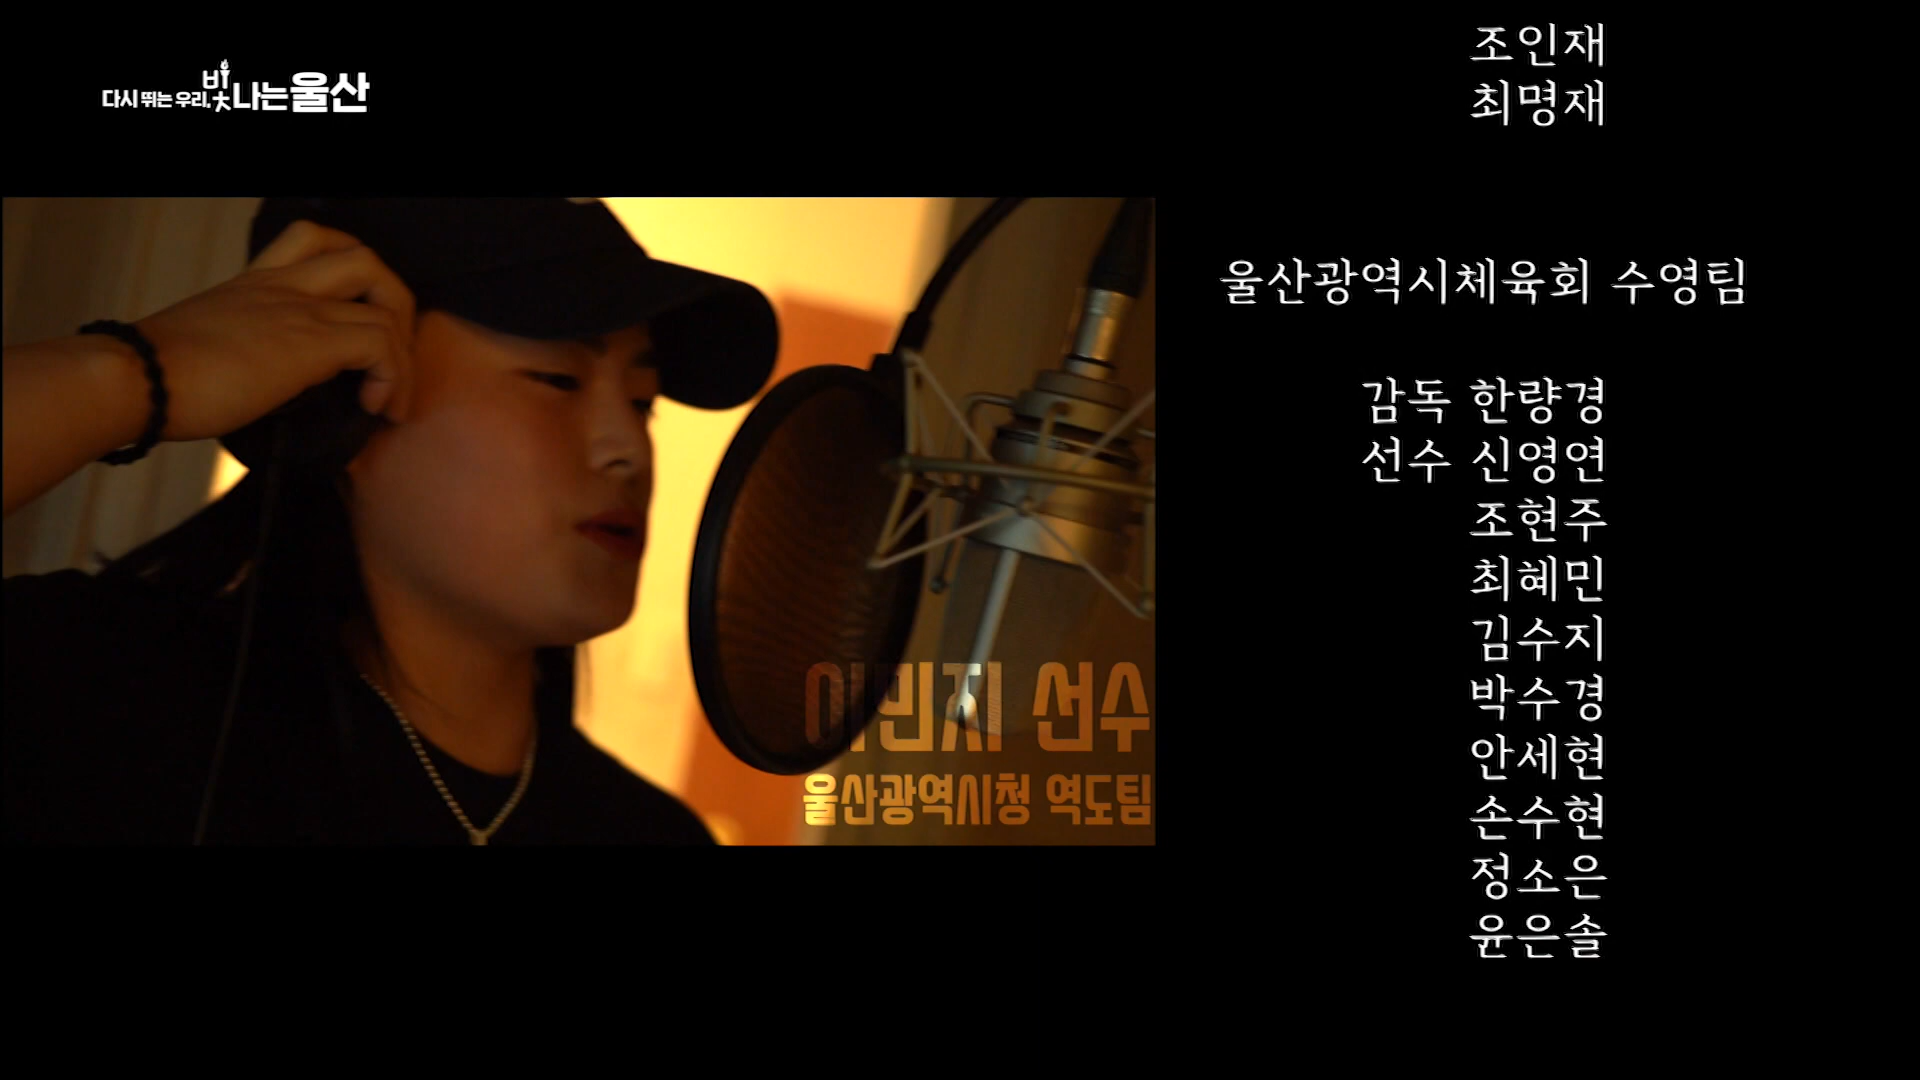 다시 뛰는 우리, 빛나는 울산
이민지 선수
울산광역시청 역도팀
조인재
최명재
울산광역시체육회 수영팀
감독 한량경
선수 신영연
조현주
최혜민
김수지
박수경
안세현
손수현
정소은
윤은솔